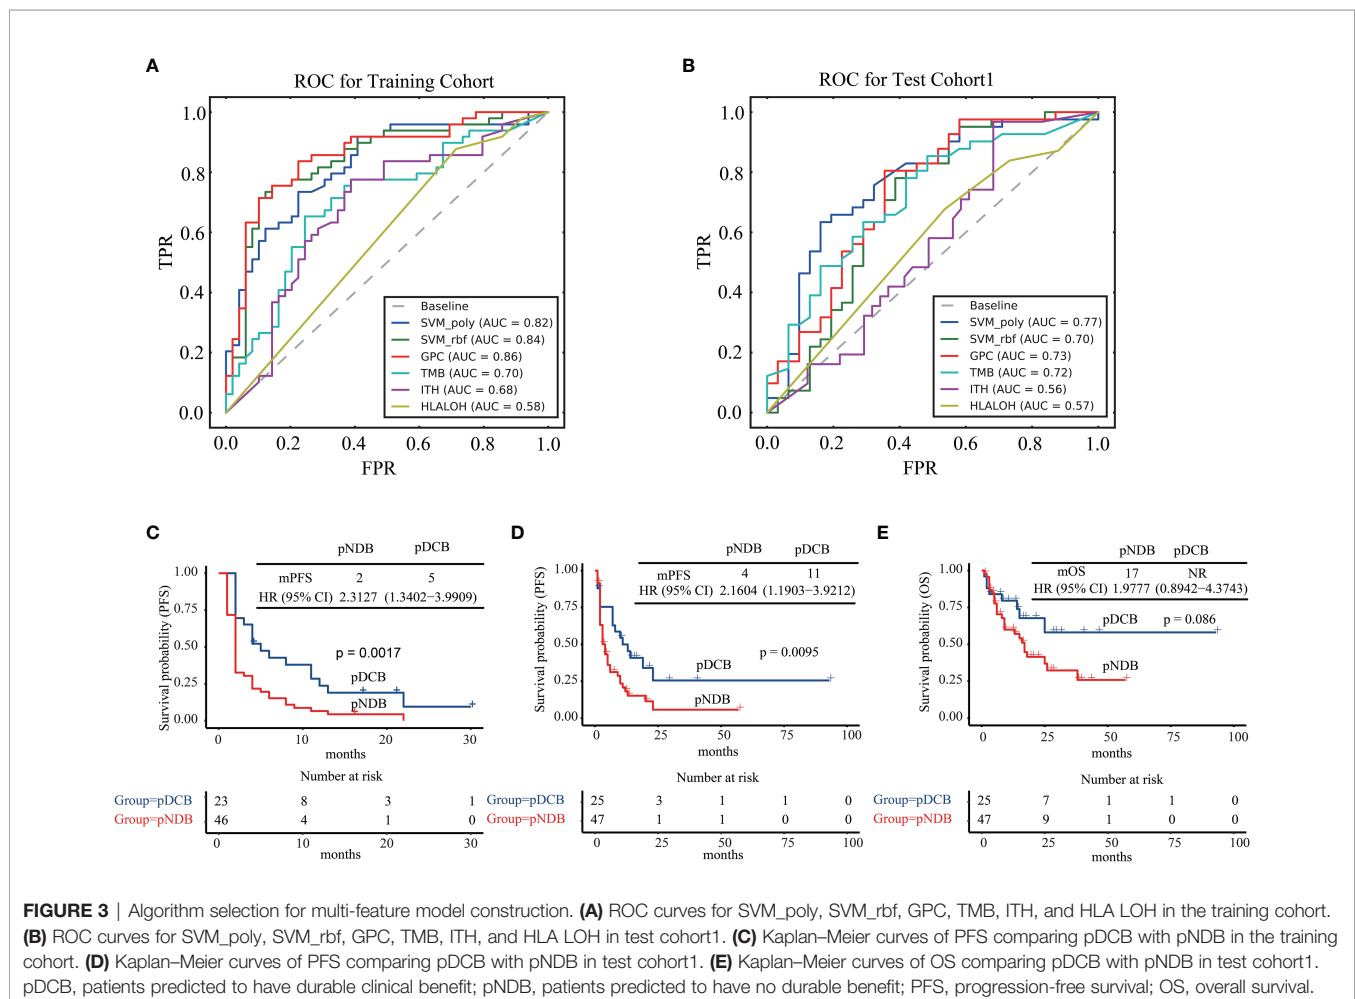 A
ROC for Training Cohort
1.0
0.8
0.6
0.4
0.2
0.0
TPR
0.0 0.2 0.4 0.6 0.8 1.0
FPR
Baseline
SVM_poly (AUC = 0.82)
SVM_rbf (AUC = 0.84)
GPC (AUC = 0.86)
TMB (AUC = 0.70)
ITH (AUC = 0.68)
HLALOH (AUC = 0.58)
B
ROC for Test Cohort1
1.0
0.8
0.6
0.4
0.2
0.0
TPR
0.0 0.2 0.4 0.6 0.8 1.0
FPR
Baseline
SVM_poly (AUC = 0.77)
SVM_rbf (AUC = 0.70)
GPC (AUC = 0.73)
TMB (AUC = 0.72)
ITH (AUC = 0.56)
HLALOH (AUC = 0.57)
C
pNDB pDCB
mPFS 2 5
HR (95% CI) 2.3127 (1.3402−3.9909)
Survival probability (PFS)
1.00
0.75
0.50
0.25
0.00
p = 0.0017
pDCB
pNDB
0 10 20 30
months
Number at risk
Group=pDCB 23 8 3 1
Group=pNDB 46 4 1 0
0 10 20 30
months
D
pNDB pDCB
mPFS 4 11
HR (95% CI) 2.1604 (1.1903−3.9212)
Survival probability (PFS)
1.00
0.75
0.50
0.25
0.00
p = 0.0095
pDCB
pNDB
0 25 50 75 100
months
Number at risk
Group=pDCB 25 3 1 1 0
Group=pNDB 47 1 1 0 0
0 25 50 75 100
months
E
pNDB pDCB
mOS 17 NR
HR (95% CI) 1.9777 (0.8942−4.3743)
Survival probability (OS)
1.00
0.75
0.50
0.25
0.00
pDCB p = 0.086
pNDB
0 25 50 75 100
months
Number at risk
Group=pDCB 25 7 1 1 0
Group=pNDB 47 9 1 0 0
0 25 50 75 100
months
FIGURE 3 | Algorithm selection for multi-feature model construction. (A) ROC curves for SVM_poly, SVM_rbf, GPC, TMB, ITH, and HLA LOH in the training cohort.
(B) ROC curves for SVM_poly, SVM_rbf, GPC, TMB, ITH, and HLA LOH in test cohort1. (C) Kaplan–Meier curves of PFS comparing pDCB with pNDB in the training
cohort. (D) Kaplan–Meier curves of PFS comparing pDCB with pNDB in test cohort1. (E) Kaplan–Meier curves of OS comparing pDCB with pNDB in test cohort1.
pDCB, patients predicted to have durable clinical benefit; pNDB, patients predicted to have no durable benefit; PFS, progression-free survival; OS, overall survival.